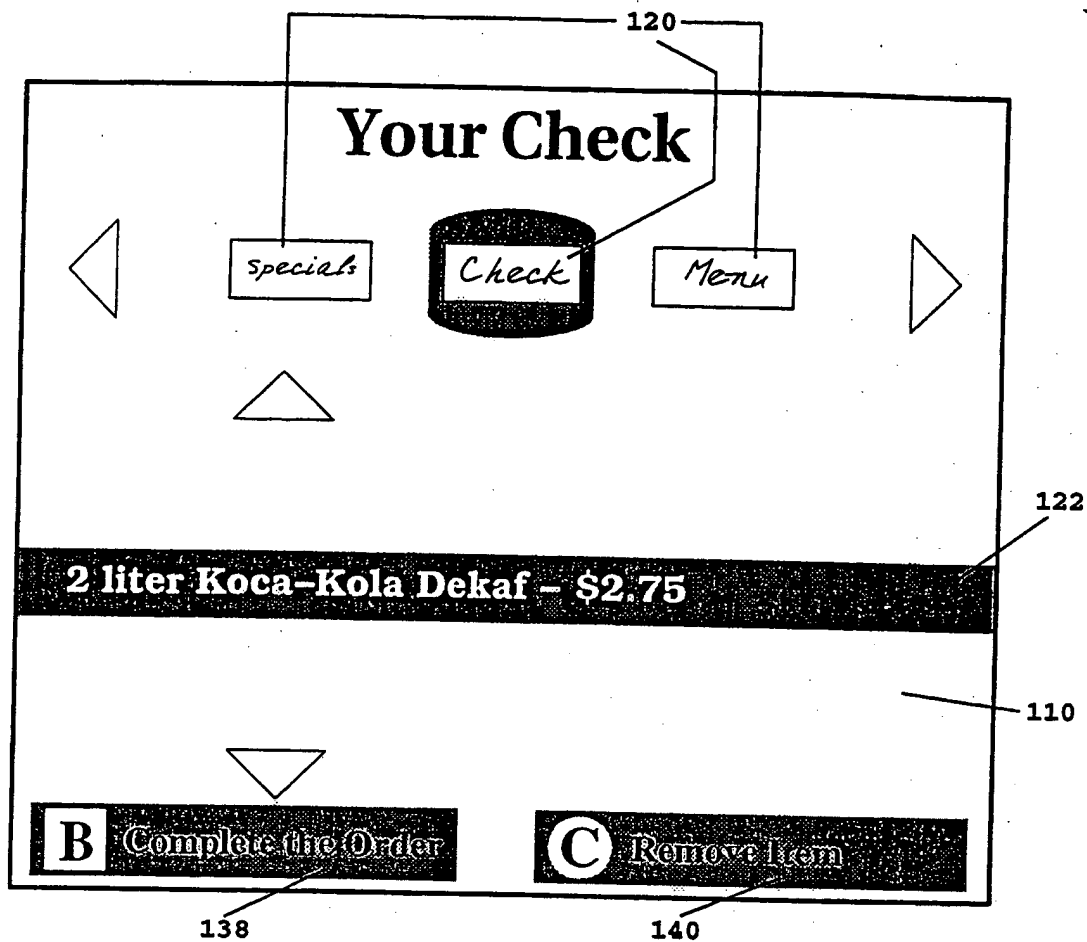 120
Your Check
Specials Check Menu
122
2 liter Koca-Kola Dekaf - $2.75
110
B Complete the Order C Remove Item
138 140